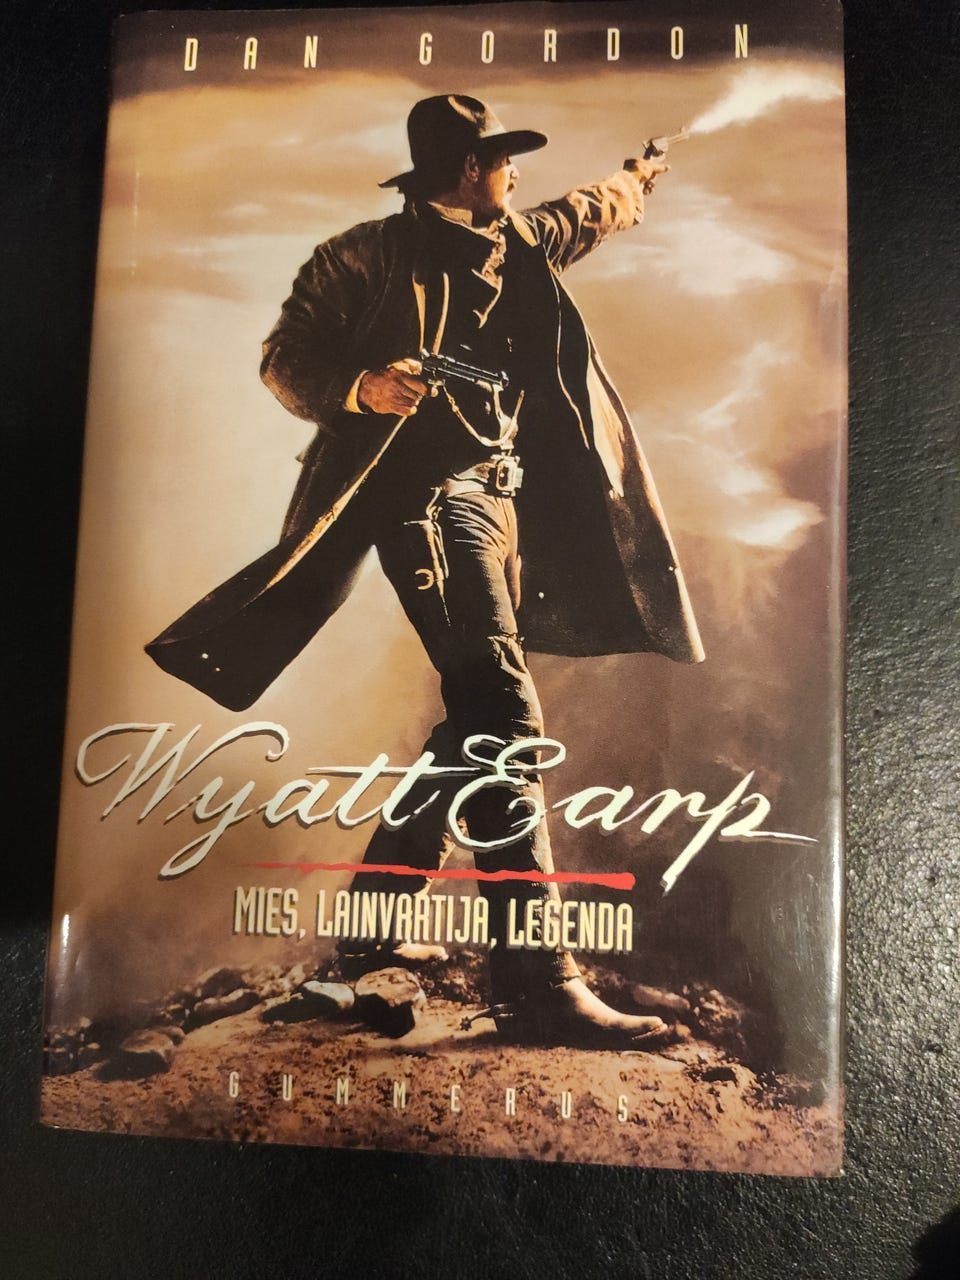 DAN GORDON
Wyatt Earp
MIES, LAINVARTIJA, LEGENDA
GUMMERUS